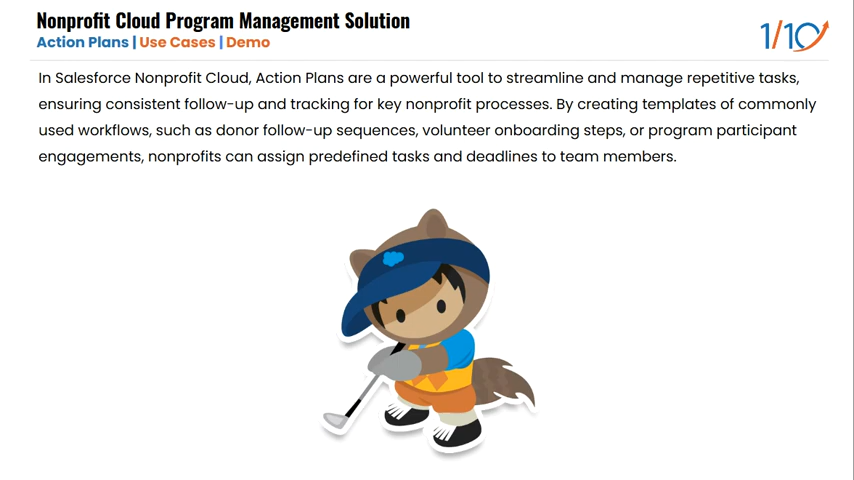 Nonprofit Cloud Program Management Solution
Action Plans | Use Cases | Demo
1/10
In Salesforce Nonprofit Cloud, Action Plans are a powerful tool to streamline and manage repetitive tasks,
ensuring consistent follow-up and tracking for key nonprofit processes. By creating templates of commonly
used workflows, such as donor follow-up sequences, volunteer onboarding steps, or program participant
engagements, nonprofits can assign predefined tasks and deadlines to team members.